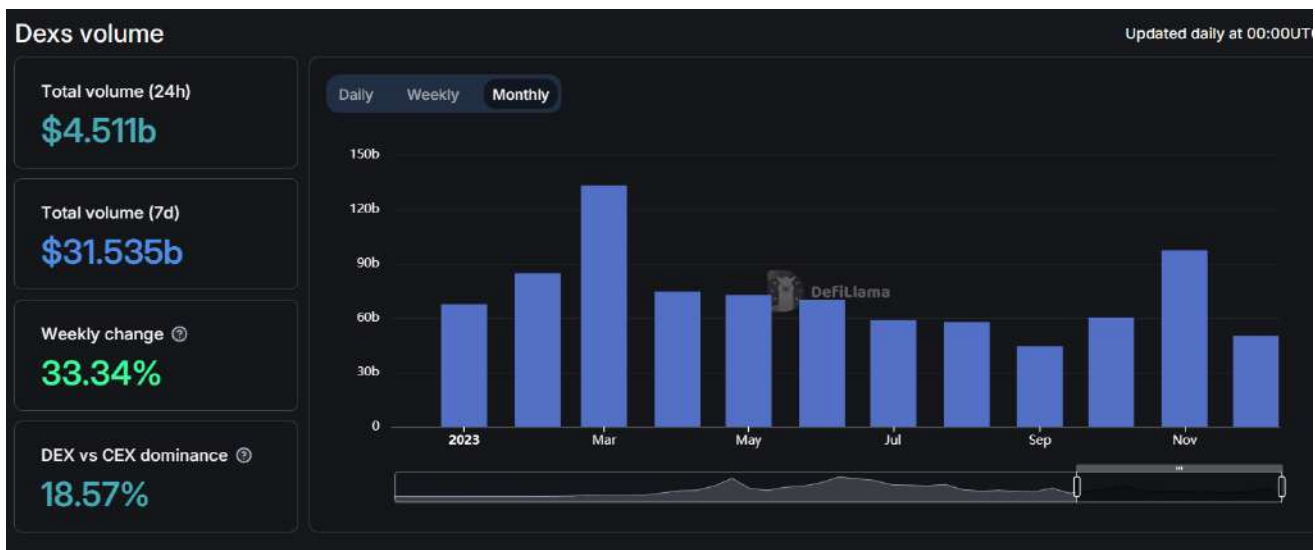 Dexs volume
Updated daily at 00:00UT
Total volume (24h)
$4.511b
Total volume (7d)
$31.535b
Weekly change
33.34%
DEX vs CEX dominance
18.57%
Daily Weekly Monthly
150b
120b
90b
60b
30b
0
DefiLlama
2023 Mar May Jul Sep Nov